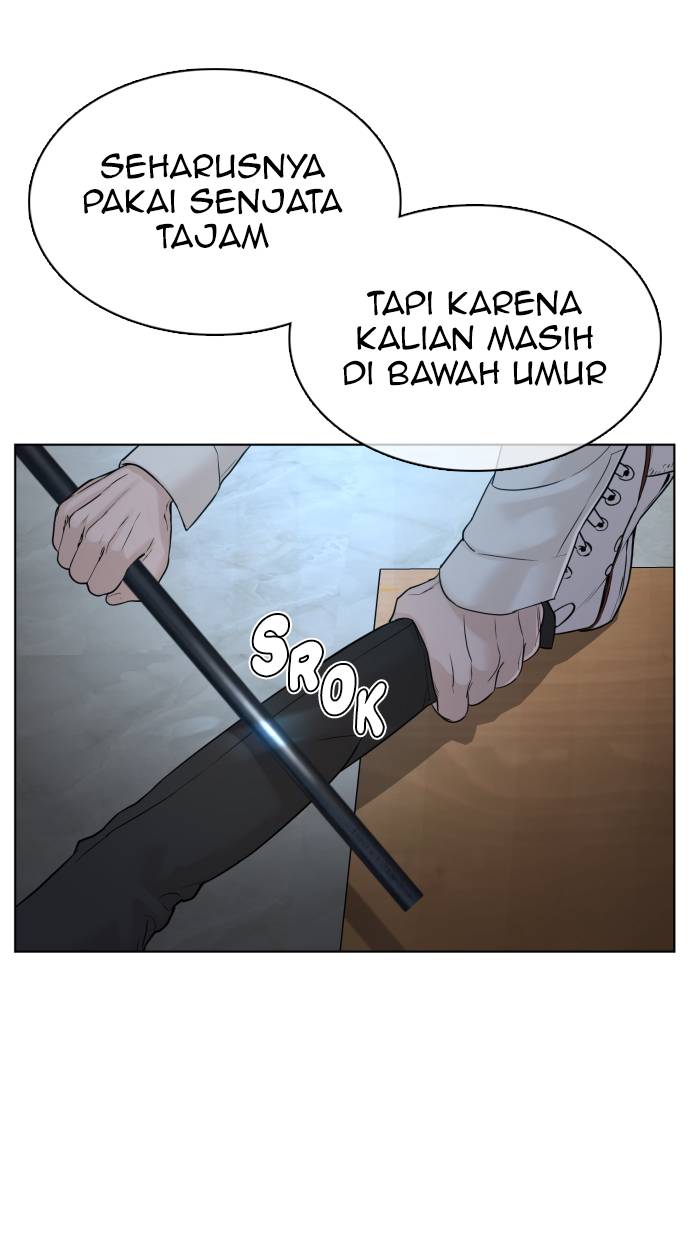 SEHARUSNYA
PAKAI SENJATA
TAJAM
TAPI KARENA
KALIAN MASIH
DI BAWAH UMUR
SROK